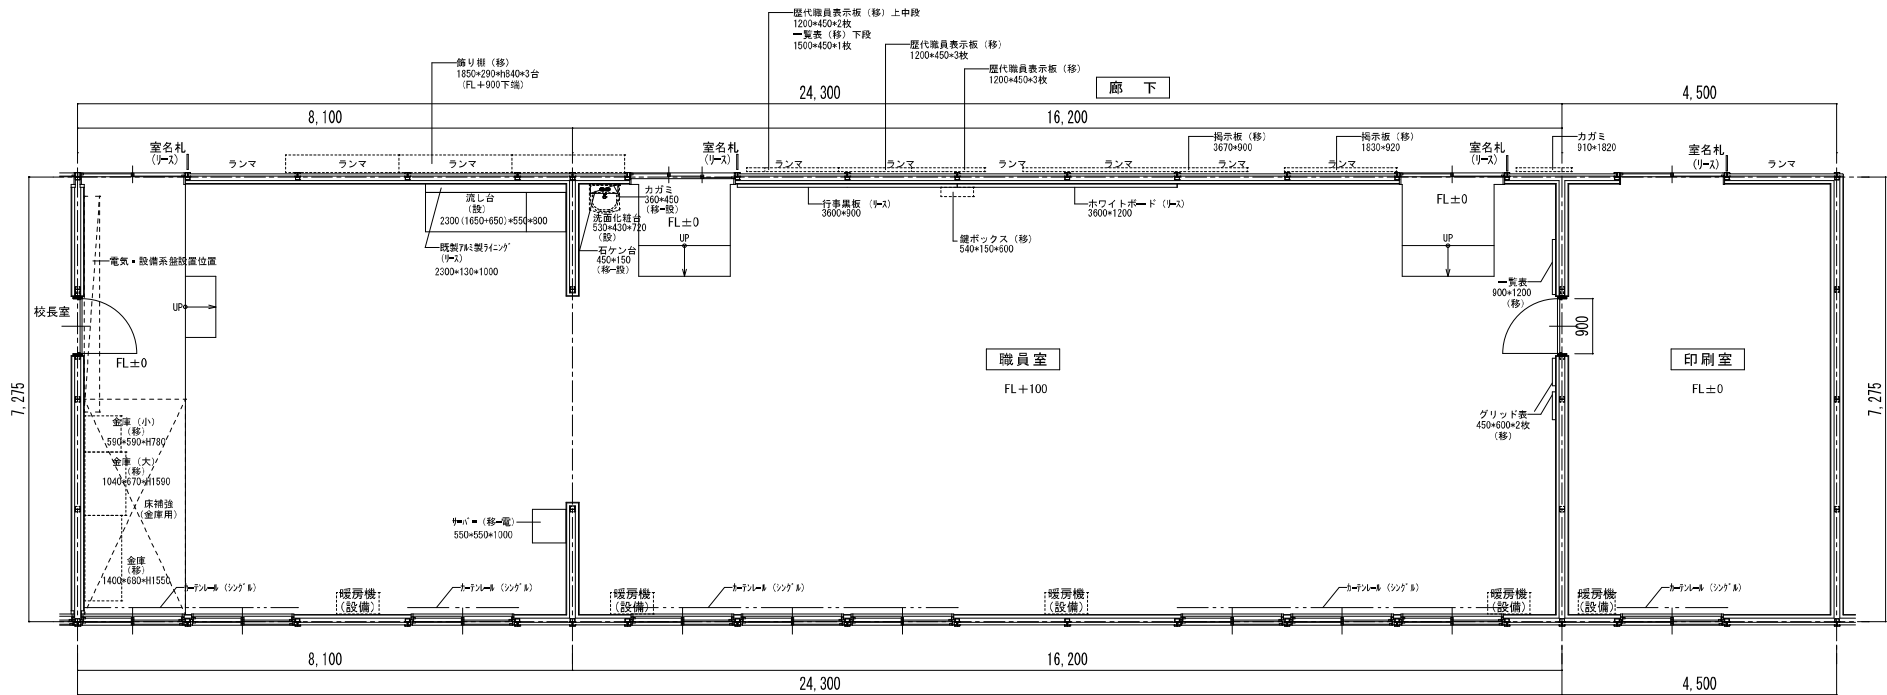 歴代職員表示板（移）上中段
1200*450*2枚
一覧表（移）下段
1500*450*1枚
歴代職員表示板（移）
1200*450*3枚
歴代職員表示板（移）
1200*450*3枚
飾り棚（移）
1850*290*h840*3台
（FL＋900下端）
廊　下
24,300
4,500
8,100
16,200
室名札
（リース）
ランマ
ランマ
ランマ
ランマ
室名札
（リース）
ランマ
ランマ
ランマ
ランマ
ランマ
ランマ
掲示板（移）
3670*900
掲示板（移）
1830*920
室名札
（リース）
カガミ
910*1820
室名札
（リース）
ランマ
流し台
（設）
2300(1650+650)*550*800
既製アルミ製ライニング
（リース）
2300*130*1000
カガミ
360*450
（移-設）
洗面化粧台
530*430*720
（設）
石ケン台
450*150
（移-設）
FL±0
UP
行事黒板（リース）
3600*900
鍵ボックス（移）
540*150*600
ホワイトボード（リース）
3600*1200
FL±0
UP
一覧表
900*1200
（移）
電気・設備系盤設置位置
UP
校長室
FL±0
7,275
職員室
FL＋100
900
印刷室
FL±0
7,275
グリッド表
450*600*2枚
（移）
金庫（小）
（移）
590*590*H780
金庫（大）
（移）
1040*670*H1590
床補強
（金庫用）
金庫
（移）
1400*680*H1550
サーバー（移-電）
550*550*1000
カーテンレール（シングル）
暖房機
（設備）
カーテンレール（シングル）
暖房機
（設備）
カーテンレール（シングル）
暖房機
（設備）
カーテンレール（シングル）
暖房機
（設備）
暖房機
（設備）
カーテンレール（シングル）
8,100
16,200
24,300
4,500